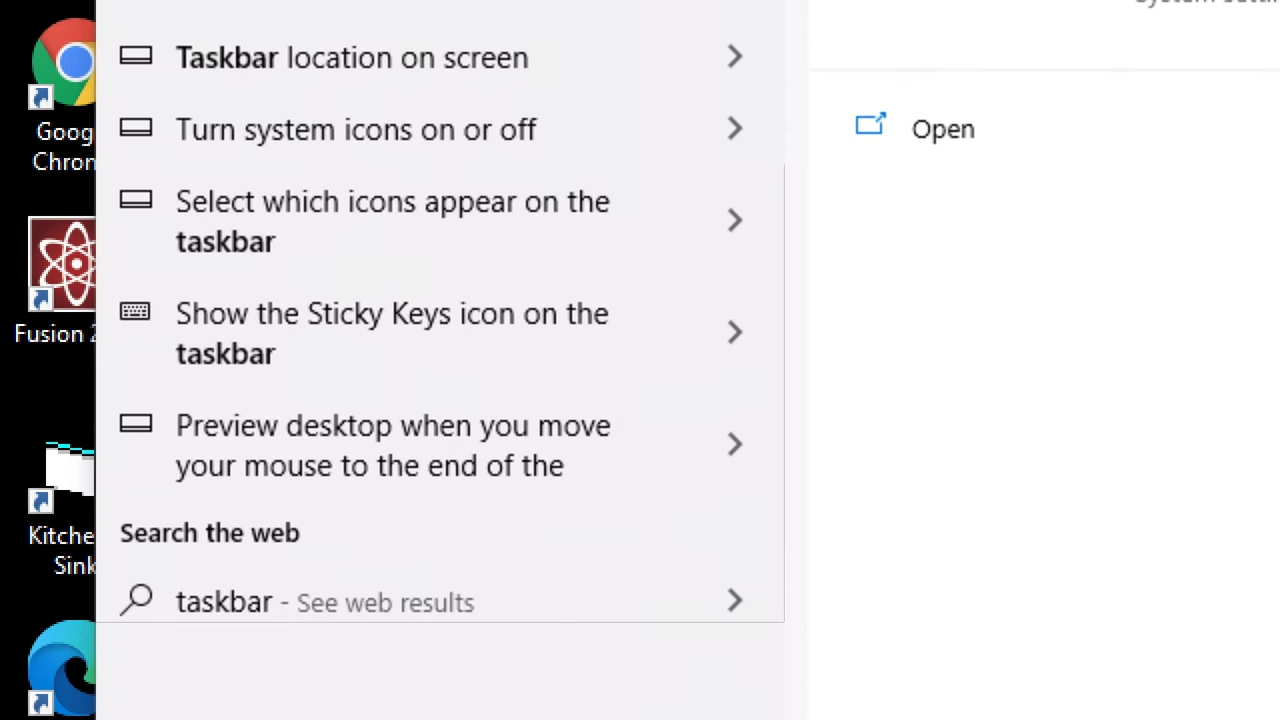 System
Taskbar location on screen
Turn system icons on or off
Open
Goog
Chrom
Select which icons appear on the
taskbar
Show the Sticky Keys icon on the
taskbar
Fusion
Preview desktop when you move
your mouse to the end of the
Search the web
Kitche
Sink
taskbar - See web results